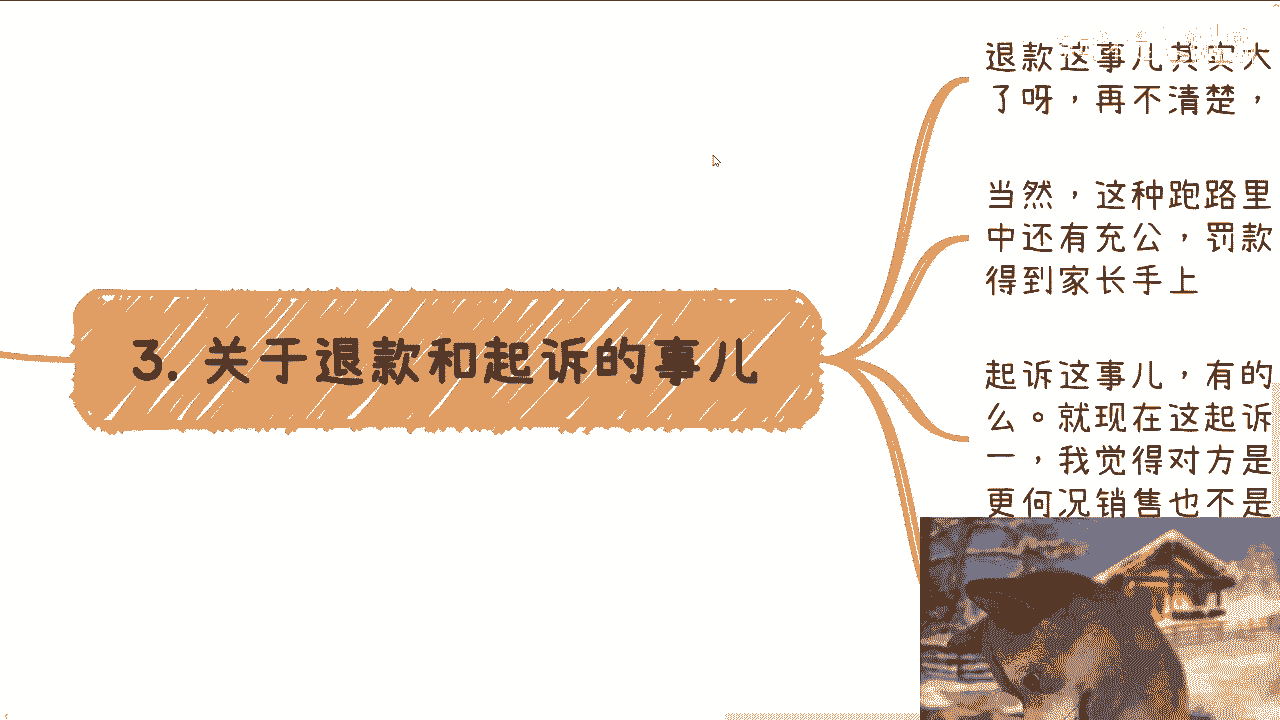 3. 关于退款和起诉的事儿
退款这事儿其实大
了呀，再不清楚，
当然，这种跑路里
中还有充公，罚款
得到家长手上
起诉这事儿，有的
么。就现在这起诉
一，我觉得对方是
更何况销售也不是